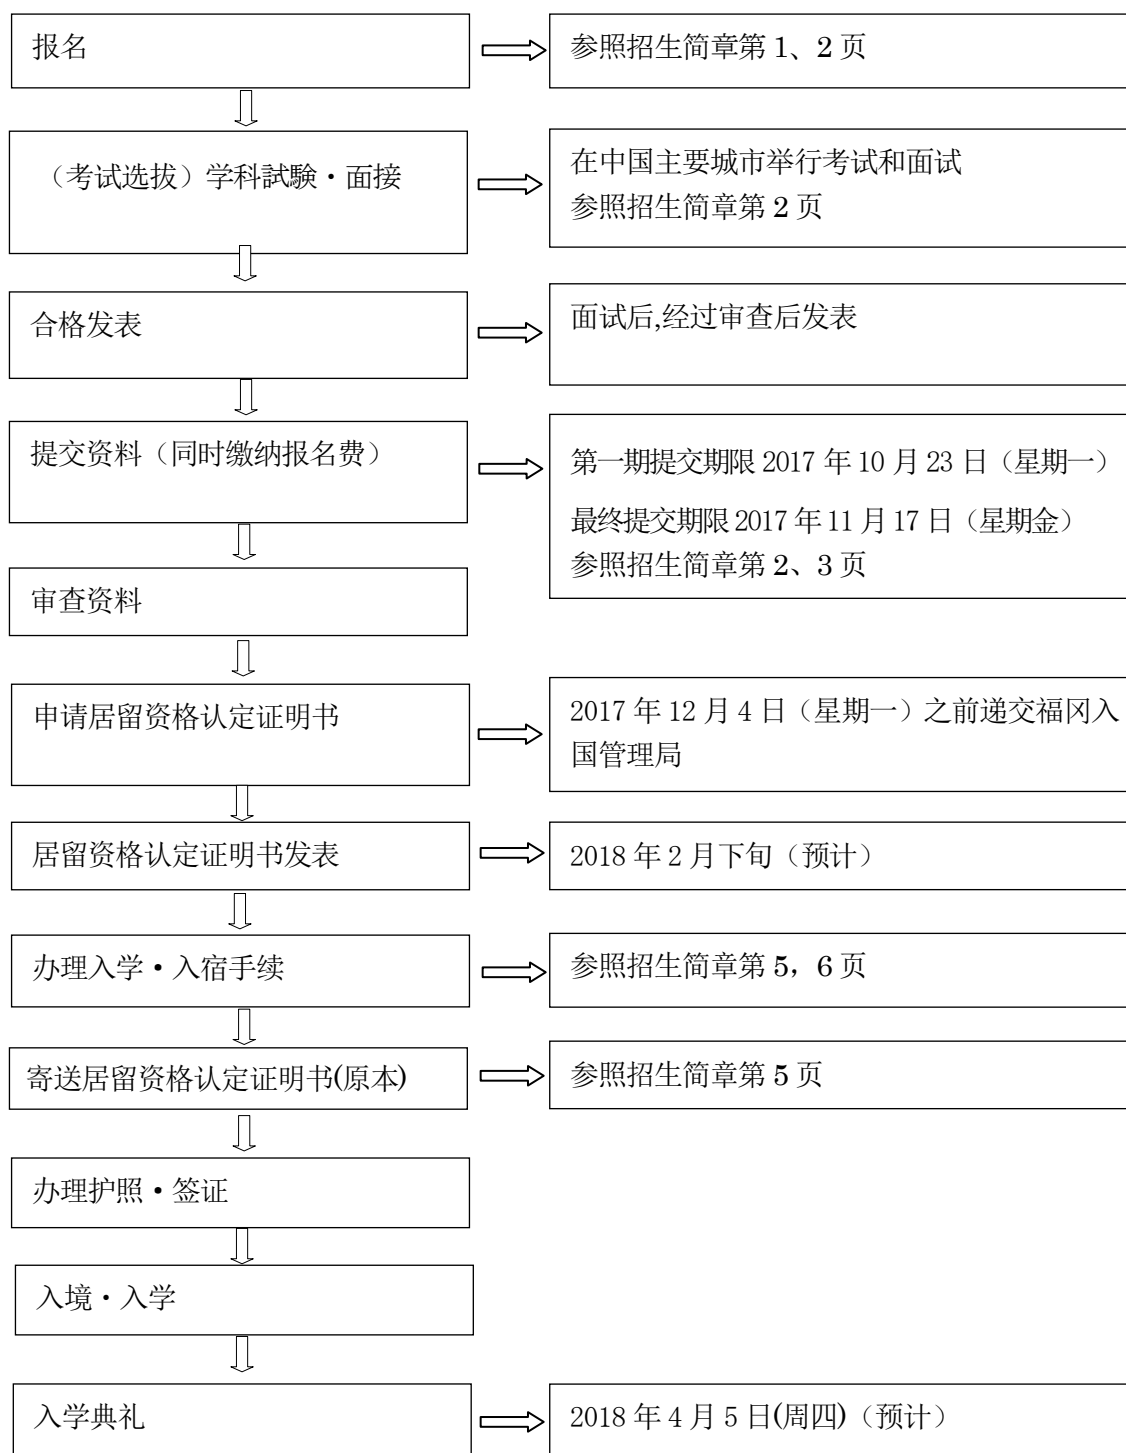 报名
参照招生简章第 1、2 页
（考试选拔）学科試験・面接
在中国主要城市举行考试和面试
参照招生简章第 2 页
合格发表
面试后,经过审查后发表
提交资料（同时缴纳报名费）
第一期提交期限 2017 年 10 月 23 日（星期一）
最终提交期限 2017 年 11 月 17 日（星期金）
参照招生简章第 2、3 页
审查资料
申请居留资格认定证明书
2017 年 12 月 4 日（星期一）之前递交福冈入
国管理局
居留资格认定证明书发表
2018 年 2 月下旬（预计）
办理入学・入宿手续
参照招生简章第 5，6 页
寄送居留资格认定证明书(原本)
参照招生简章第 5 页
办理护照・签证
入境・入学
入学典礼
2018 年 4 月 5 日(周四)（预计）